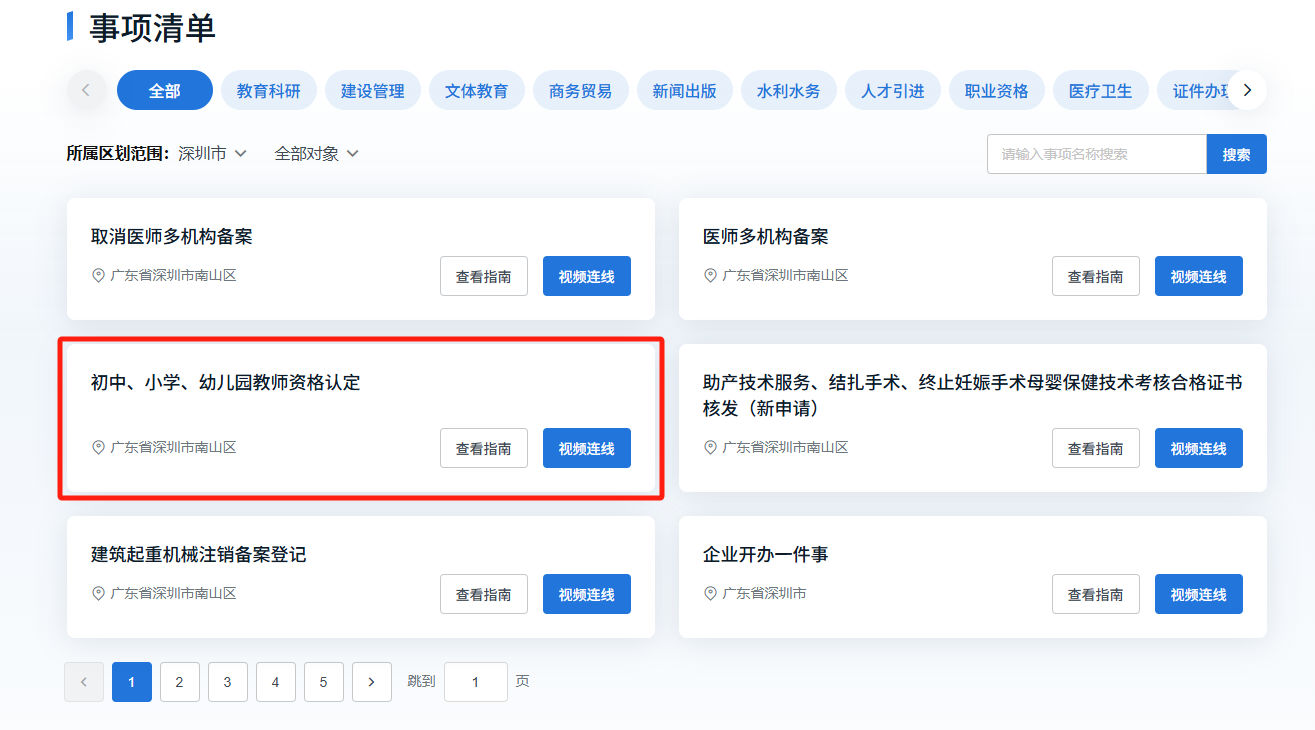 事项清单
全部
教育科研
建设管理
文体教育
商务贸易
新闻出版
水利水务
人才引进
职业资格
医疗卫生
证件办理
所属区划范围：
深圳市
全部对象
请输入事项名称搜索
搜索
取消医师多机构备案
广东省深圳市南山区
查看指南
视频连线
医师多机构备案
广东省深圳市南山区
查看指南
视频连线
初中、小学、幼儿园教师资格认定
广东省深圳市南山区
查看指南
视频连线
助产技术服务、结扎手术、终止妊娠手术母婴保健技术考核合格证书
核发（新申请）
广东省深圳市南山区
查看指南
视频连线
建筑起重机械注销备案登记
广东省深圳市南山区
查看指南
视频连线
企业开办一件事
广东省深圳市
查看指南
视频连线
1
2
3
4
5
跳到
1
页